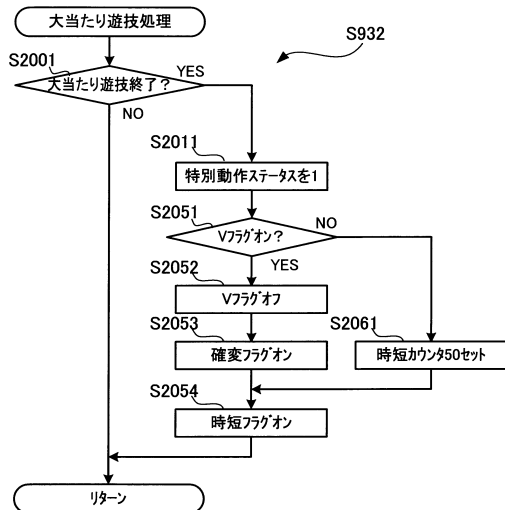 大当たり遊技処理
S932
S2001
大当たり遊技終了？
YES
NO
S2011
特別動作ステータスを1
S2051
Vフラグオン？
NO
YES
S2052
Vフラグオフ
S2053
確変フラグオン
S2061
時短カウンタ50セット
S2054
時短フラグオン
リターン